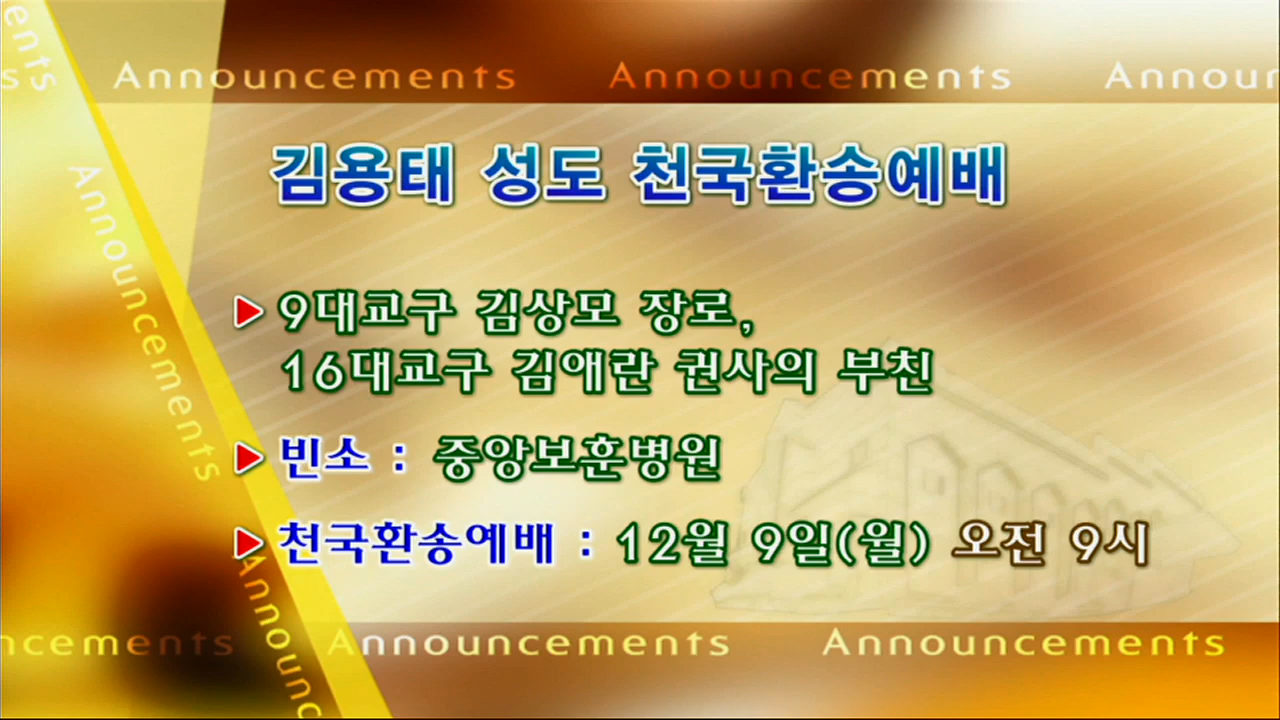 ents
s Announcements Announcements Announ
김용태 성도 천국환송예배
Announcements
9대교구 김상모 장로,
16대교구 김애란 권사의 부친
빈소 : 중앙보훈병원
천국환송예배 : 12월 9일(월) 오전 9시
Announc
ncements Announcements Announcements